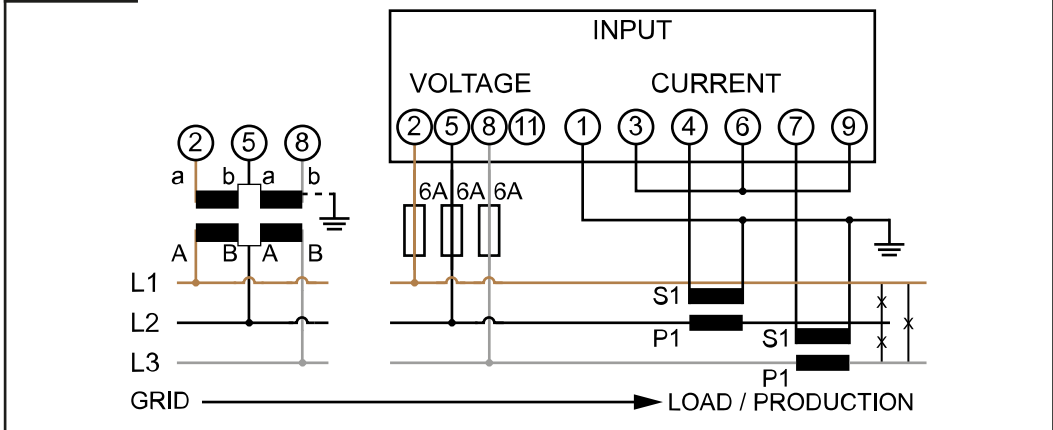 INPUT
VOLTAGE CURRENT
2 5 8 11 1 3 4 6 7 9
2 5 8
a b a b
6A 6A 6A
A B A B
L1
S1
L2
P1 S1
L3
P1
GRID LOAD / PRODUCTION